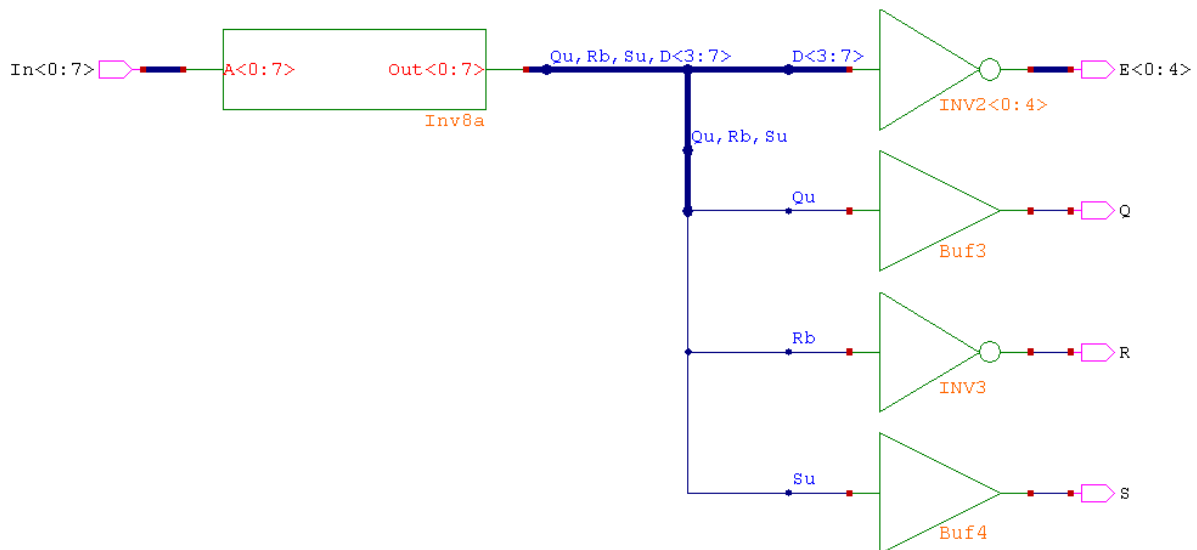 Qu,Rb,Su,D<3:7>
D<3:7>
In<0:7>
A<0:7>
Out<0:7>
E<0:4>
INV2<0:4>
Inv8a
Qu,Rb,Su
Qu
Q
Buf3
Rb
R
INV3
Su
S
Buf4